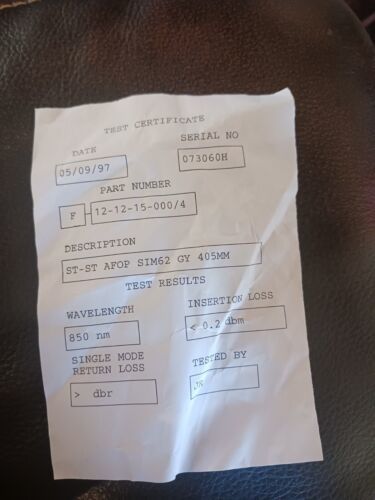 TEST CERTIFICATE
DATE
SERIAL NO
05/09/97
073060H
PART NUMBER
F - 12-12-15-000/4
DESCRIPTION
ST-ST AFOP SIM62 GY 405MM
TEST RESULTS
WAVELENGTH
INSERTION LOSS
850 nm
< 0.2 dbm
SINGLE MODE
RETURN LOSS
TESTED BY
> dbr